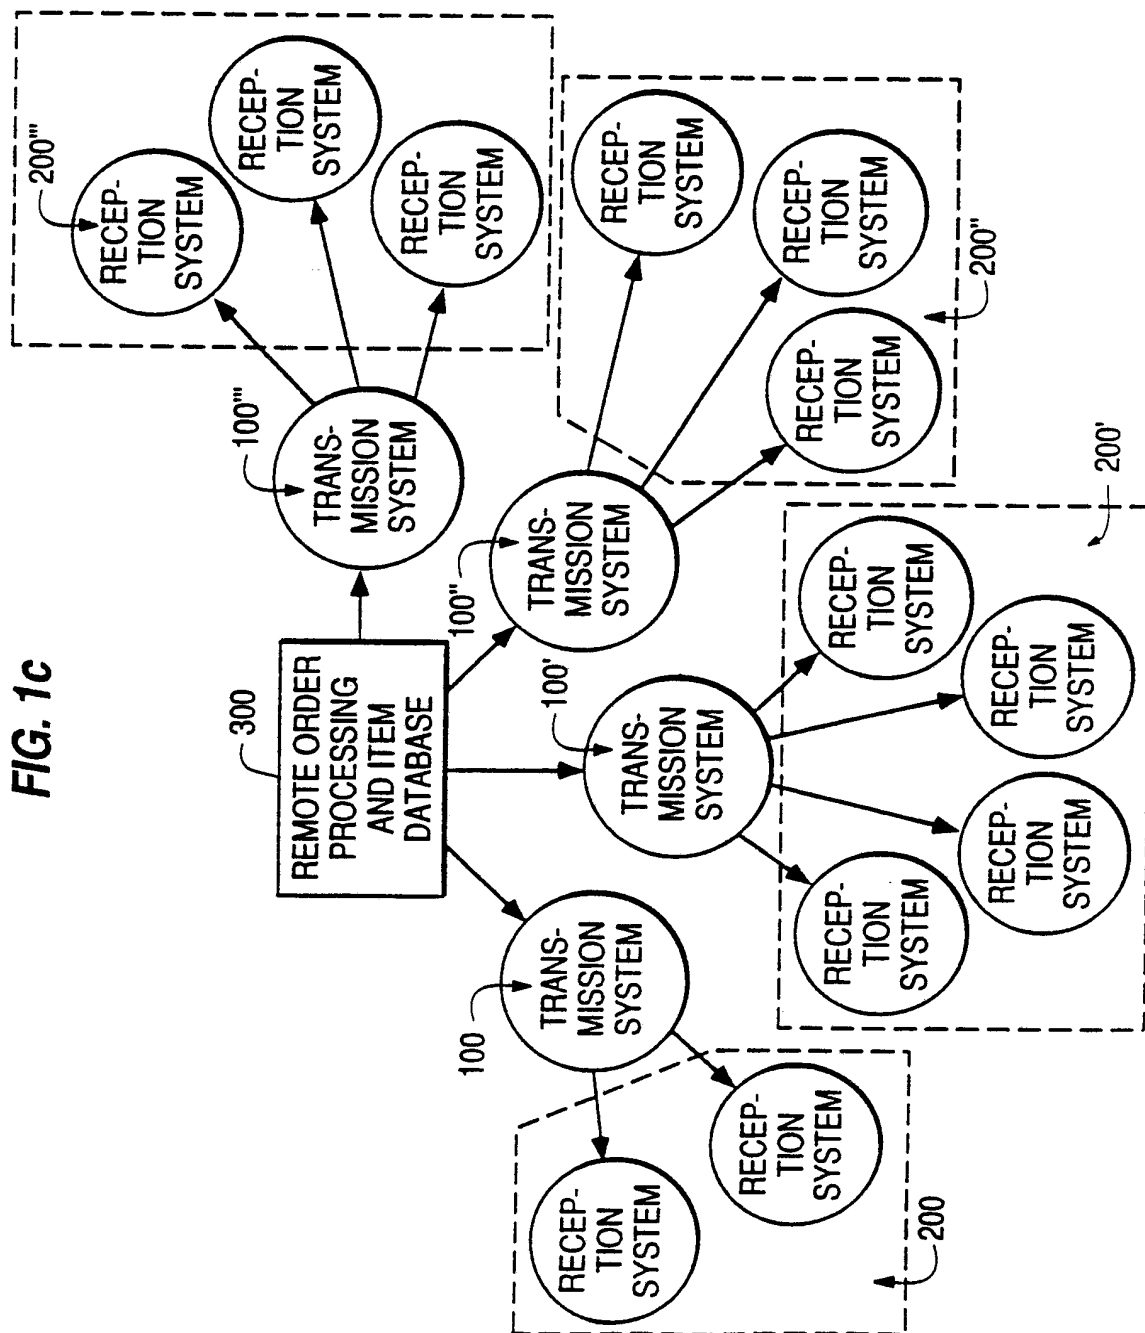 FIG. 1c
300
REMOTE ORDER
PROCESSING
AND ITEM
DATABASE
100
TRANS-
MISSION
SYSTEM
RECEP-
TION
SYSTEM
RECEP-
TION
SYSTEM
200
100'
TRANS-
MISSION
SYSTEM
RECEP-
TION
SYSTEM
RECEP-
TION
SYSTEM
RECEP-
TION
SYSTEM
RECEP-
TION
SYSTEM
200'
100''
TRANS-
MISSION
SYSTEM
RECEP-
TION
SYSTEM
RECEP-
TION
SYSTEM
RECEP-
TION
SYSTEM
200''
100'''
TRANS-
MISSION
SYSTEM
200'''
RECEP-
TION
SYSTEM
RECEP-
TION
SYSTEM
RECEP-
TION
SYSTEM